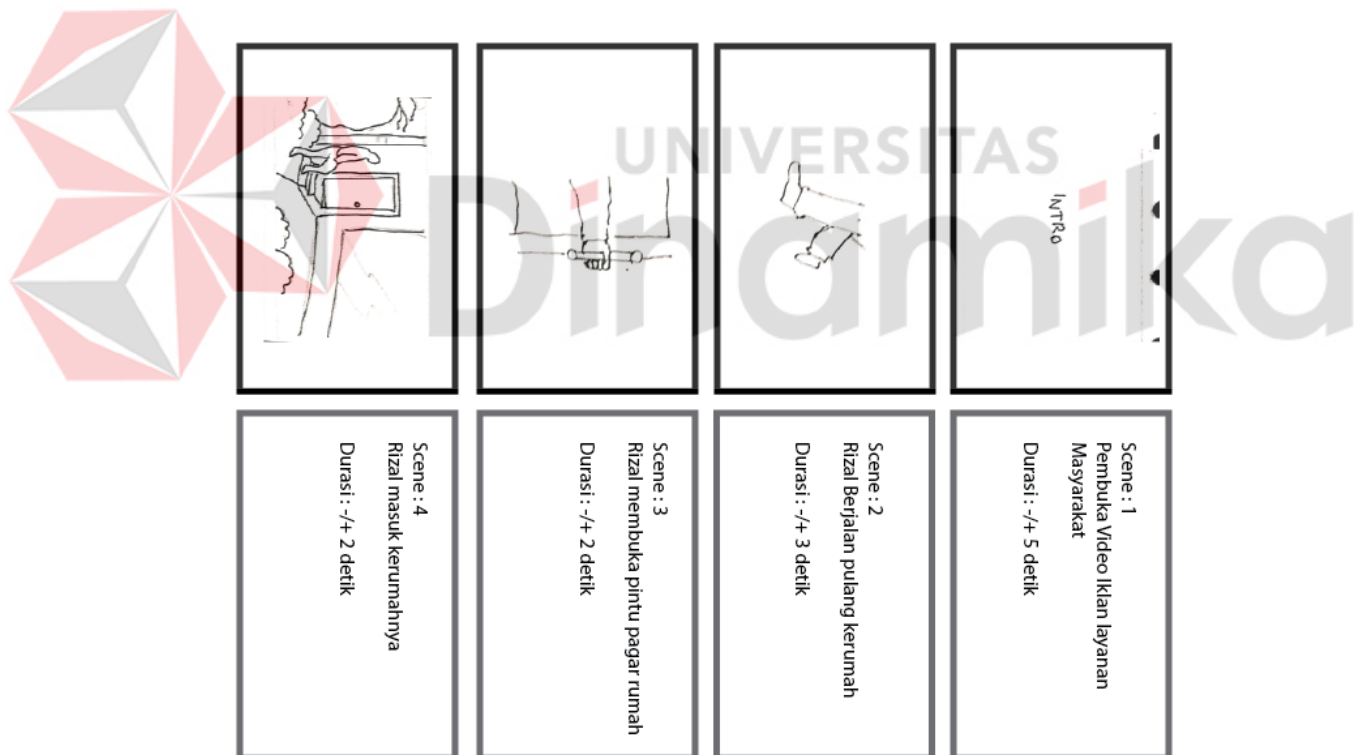 UNIVERSITAS
Dinamika
INTRO
Scene : 1
Pembuka Video Iklan layanan
Masyarakat
Durasi : -/+ 5 detik
Scene : 2
Rizal Berjalan pulang kerumah
Durasi : -/+ 3 detik
Scene : 3
Rizal membuka pintu pagar rumah
Durasi : -/+ 2 detik
Scene : 4
Rizal masuk kerumahnya
Durasi : -/+ 2 detik